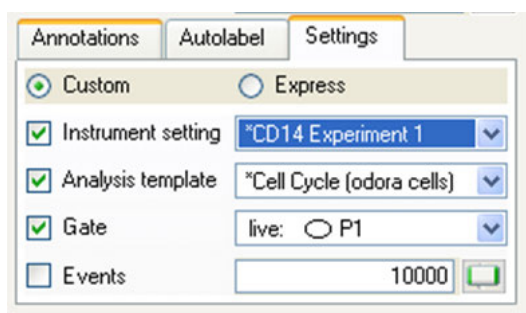 Annotations Autolabel Settings
Custom Express
Instrument setting *CD14 Experiment 1
Analysis template *Cell Cycle (odora cells)
Gate live: P1
Events 10000